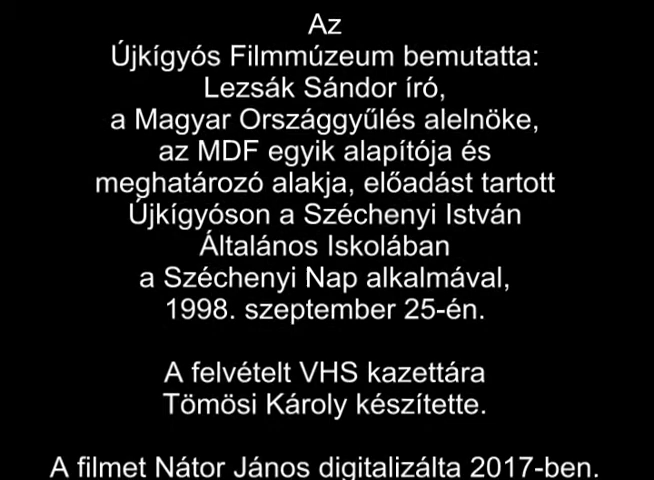 Az
Újkígyós Filmmúzeum bemutatta:
Lezsák Sándor író,
a Magyar Országgyűlés alelnöke,
az MDF egyik alapítója és
meghatározó alakja, előadást tartott
Újkígyóson a Széchenyi István
Általános Iskolában
a Széchenyi Nap alkalmával,
1998. szeptember 25-én.
A felvételt VHS kazettára
Tömösi Károly készítette.
A filmet Nátor János digitalizálta 2017-ben.